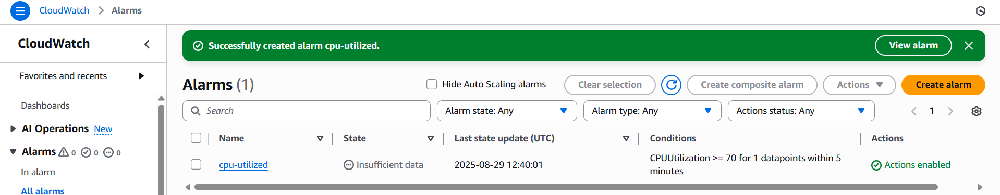 CloudWatch > Alarms
CloudWatch
Favorites and recents
Dashboards
AI Operations New
Alarms 0 0 0
In alarm
All alarms
Successfully created alarm cpu-utilized.
View alarm
Alarms (1)
Hide Auto Scaling alarms
Clear selection
Create composite alarm
Actions
Create alarm
Search
Alarm state: Any
Alarm type: Any
Actions status: Any
1
Name State Last state update (UTC) Conditions Actions
cpu-utilized Insufficient data 2025-08-29 12:40:01 CPUUtilization >= 70 for 1 datapoints within 5
minutes
Actions enabled